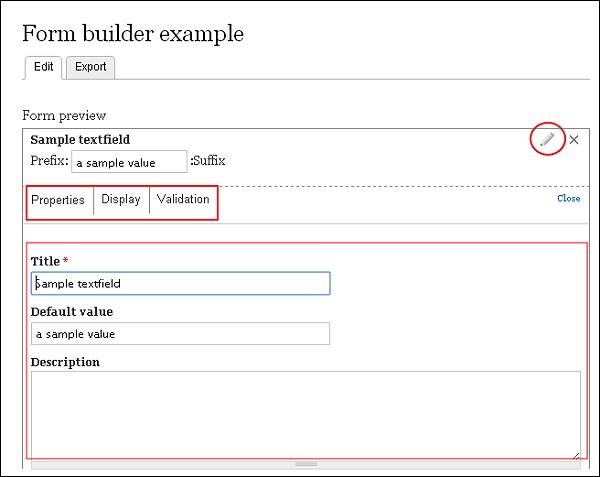 Form builder example
Edit Export
Form preview
Sample textfield
Prefix: a sample value :Suffix
Properties Display Validation Close
Title *
Sample textfield
Default value
a sample value
Description